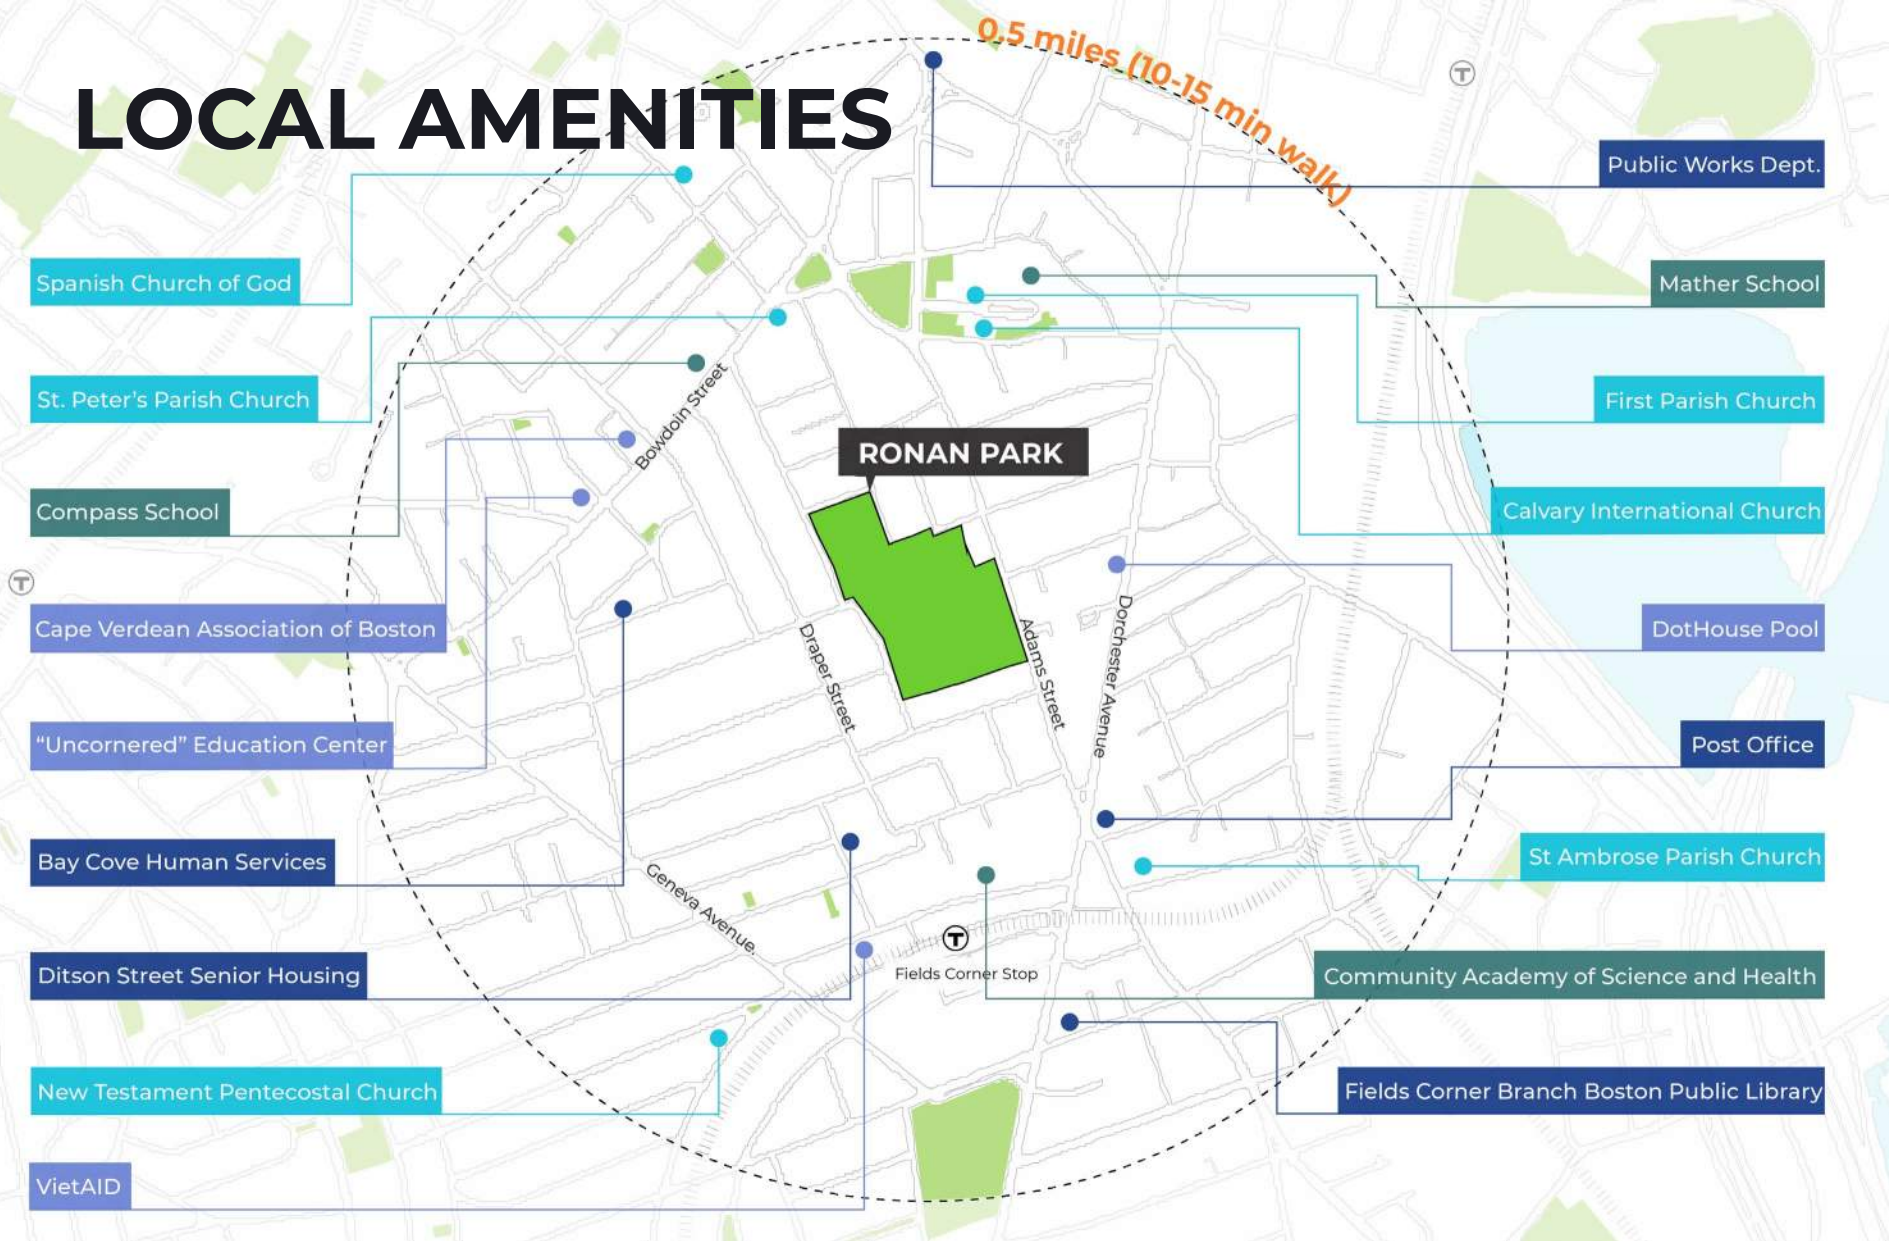 LOCAL AMENITIES
0.5 miles (10-15 min walk)
T
Public Works Dept.
Spanish Church of God
Mather School
St. Peter's Parish Church
First Parish Church
Bowdoin Street
RONAN PARK
Compass School
Calvary International Church
T
Cape Verdean Association of Boston
DotHouse Pool
Draper Street
Adams Street
Dorchester Avenue
“Uncornered” Education Center
Post Office
Bay Cove Human Services
St Ambrose Parish Church
Geneva Avenue
T
Fields Corner Stop
Ditson Street Senior Housing
Community Academy of Science and Health
New Testament Pentecostal Church
Fields Corner Branch Boston Public Library
VietAID